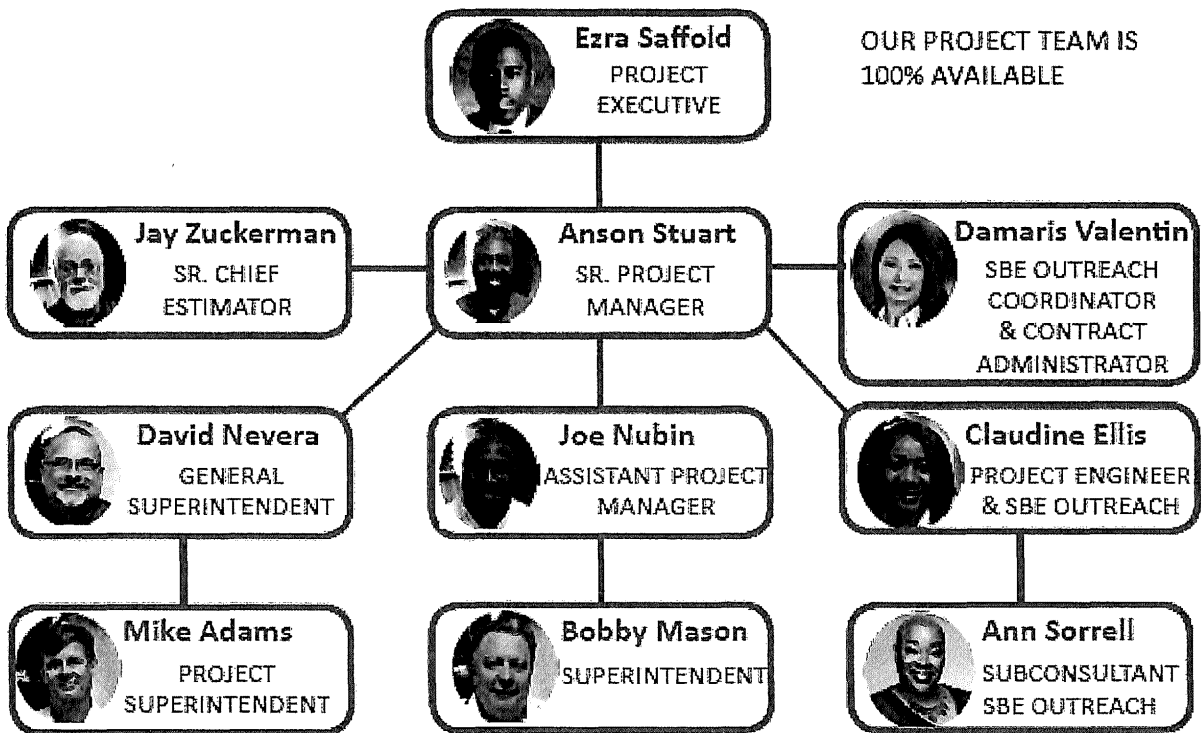 Ezra Saffold
PROJECT
EXECUTIVE
OUR PROJECT TEAM IS
100% AVAILABLE
Jay Zuckerman
SR. CHIEF
ESTIMATOR
Anson Stuart
SR. PROJECT
MANAGER
Damaris Valentin
SBE OUTREACH
COORDINATOR
& CONTRACT
ADMINISTRATOR
David Nevera
GENERAL
SUPERINTENDENT
Joe Nubin
ASSISTANT PROJECT
MANAGER
Claudine Ellis
PROJECT ENGINEER
& SBE OUTREACH
Mike Adams
PROJECT
SUPERINTENDENT
Bobby Mason
SUPERINTENDENT
Ann Sorrell
SUBCONSULTANT
SBE OUTREACH